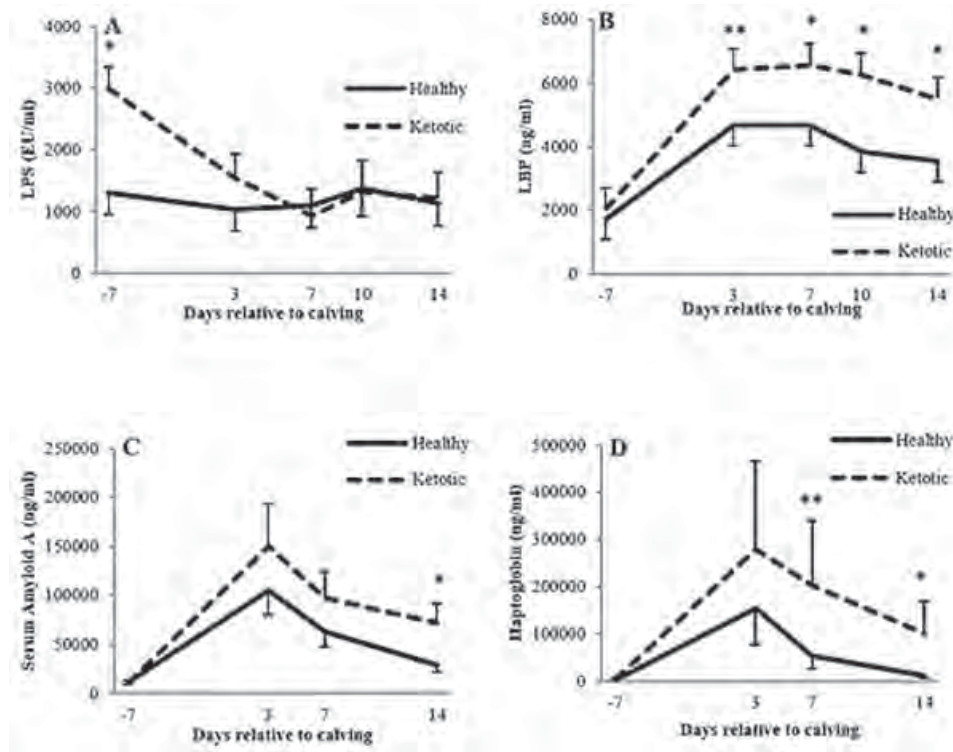 A
4000
*
3000
2000
1000
0
LPS (EU/ml)
Healthy
Ketotic
-7 3 7 10 14
Days relative to calving
B
8000
** * * *
6000
4000
2000
0
LBP (ng/ml)
Healthy
Ketotic
-7 3 7 10 14
Days relative to calving
C
250000
200000
150000
100000
50000
0
Serum Amyloid A (ng/ml)
Healthy
Ketotic
*
-7 3 7 14
Days relative to calving
D
500000
400000
300000
200000
100000
0
Haptoglobin (ng/ml)
Healthy
Ketotic
** *
-7 3 7 14
Days relative to calving